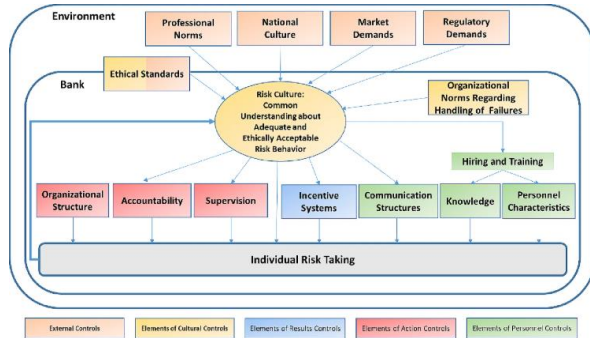 Environment
Professional
Norms
National
Culture
Market
Demands
Regulatory
Demands
Ethical Standards
Bank
Risk Culture:
Common
Understanding about
Adequate and
Ethically Acceptable
Risk Behavior
Organizational
Norms Regarding
Handling of Failures
Hiring and Training
Organizational
Structure
Accountability
Supervision
Incentive
Systems
Communication
Structures
Knowledge
Personnel
Characteristics
Individual Risk Taking
External Controls
Elements of Cultural Controls
Elements of Results Controls
Elements of Action Controls
Elements of Personnel Controls